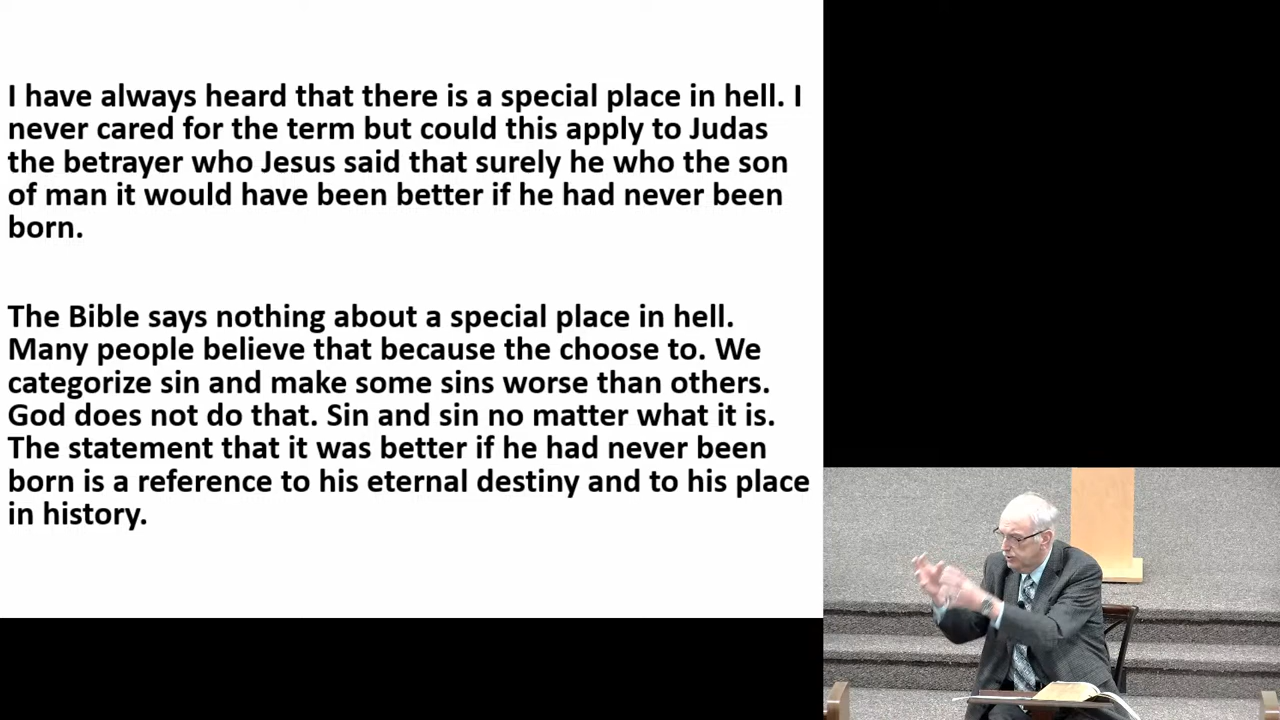 I have always heard that there is a special place in hell. I
never cared for the term but could this apply to Judas
the betrayer who Jesus said that surely he who the son
of man it would have been better if he had never been
born.
The Bible says nothing about a special place in hell.
Many people believe that because the choose to. We
categorize sin and make some sins worse than others.
God does not do that. Sin and sin no matter what it is.
The statement that it was better if he had never been
born is a reference to his eternal destiny and to his place
in history.